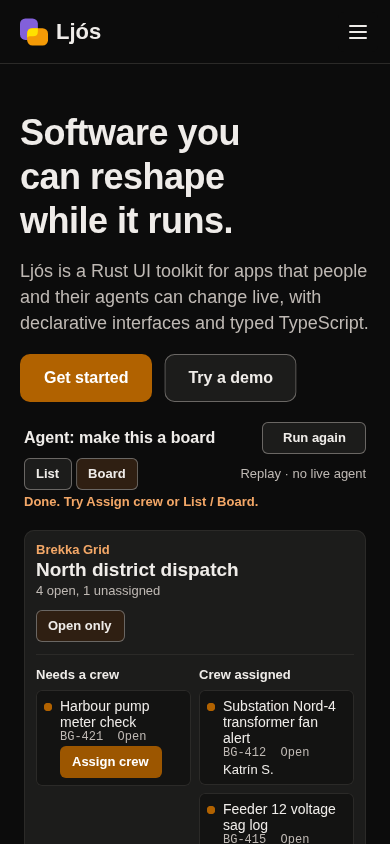 Ljós
Software you
can reshape
while it runs.
Ljós is a Rust UI toolkit for apps that people
and their agents can change live, with
declarative interfaces and typed TypeScript.
Get started
Try a demo
Agent: make this a board
Run again
List
Board
Replay · no live agent
Done. Try Assign crew or List / Board.
Brekka Grid
North district dispatch
4 open, 1 unassigned
Open only
Needs a crew
Harbour pump
meter check
BG-421 Open
Assign crew
Crew assigned
Substation Nord-4
transformer fan
alert
BG-412 Open
Katrín S.
Feeder 12 voltage
sag log
BG-415 Open